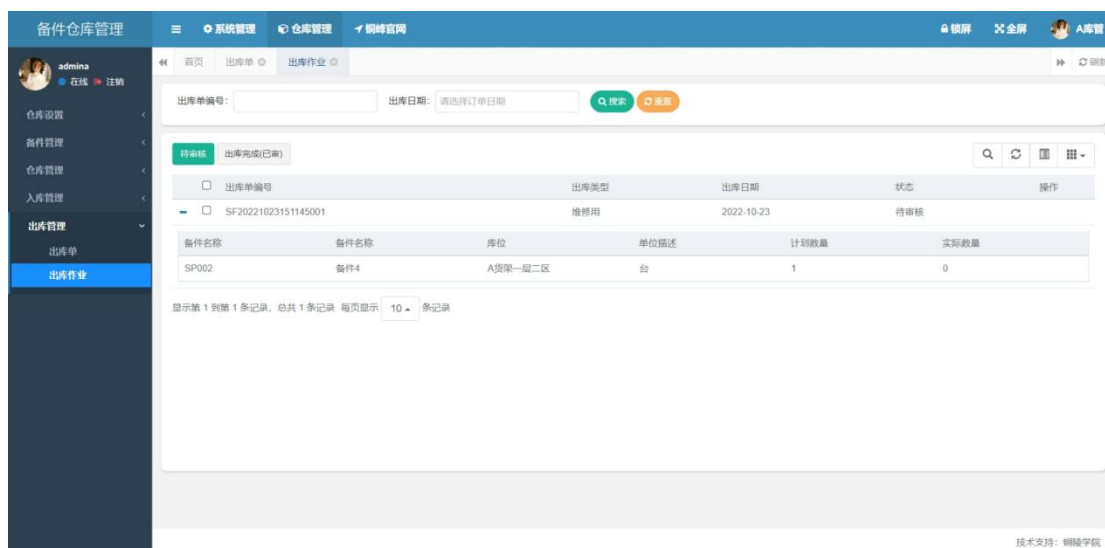 备件仓库管理 系统管理 仓库管理 铜峰官网 锁屏 全屏 A库管
admina
在线 注销
首页 出库单 出库作业 刷新
出库单编号: 出库日期: 请选择订单日期 搜索 重置
仓库设置
备件管理
仓库管理
入库管理
出库管理
出库单
出库作业
待审核 出库完成(已审)
出库单编号 出库类型 出库日期 状态 操作
SF20221023151145001 维修用 2022-10-23 待审核
备件名称 备件名称 库位 单位描述 计划数量 实际数量
SP002 备件4 A货架一层二区 台 1 0
显示第 1 到第 1 条记录,总共 1 条记录 每页显示 10 条记录
技术支持:铜陵学院